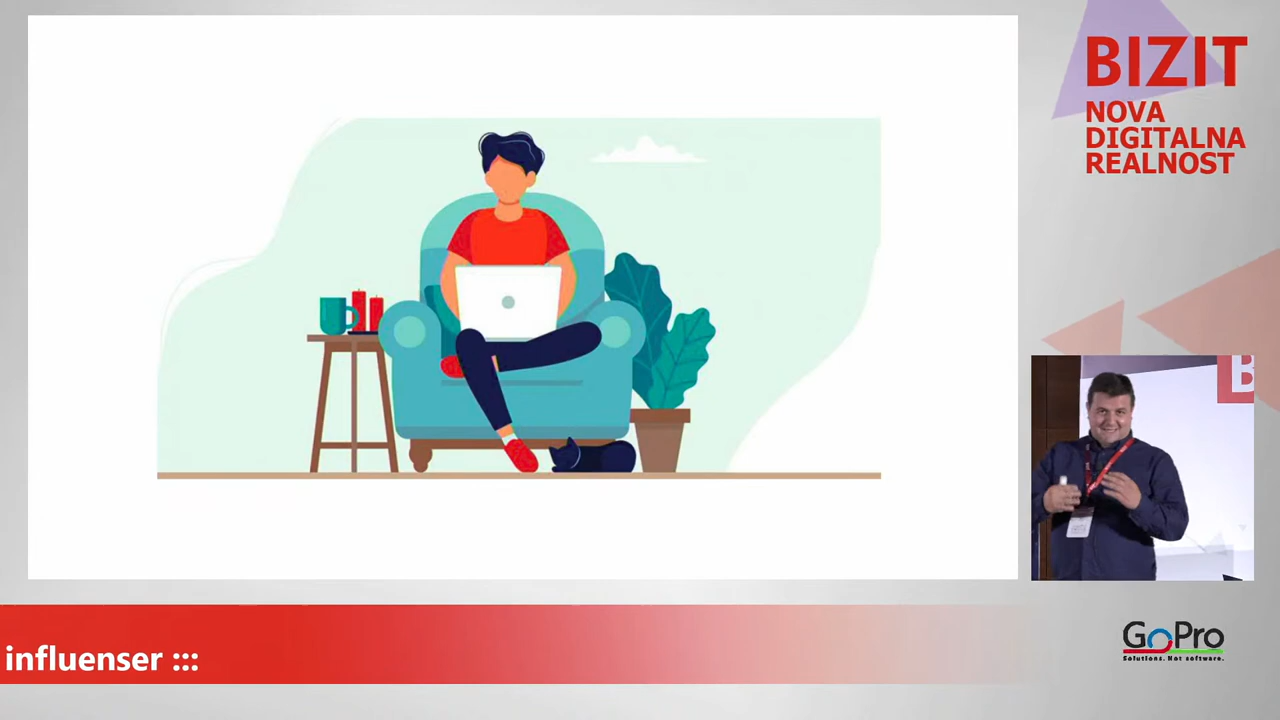 BIZIT
NOVA
DIGITALNA
REALNOST
B
influenser :::
GoPro
Solutions. Not software.